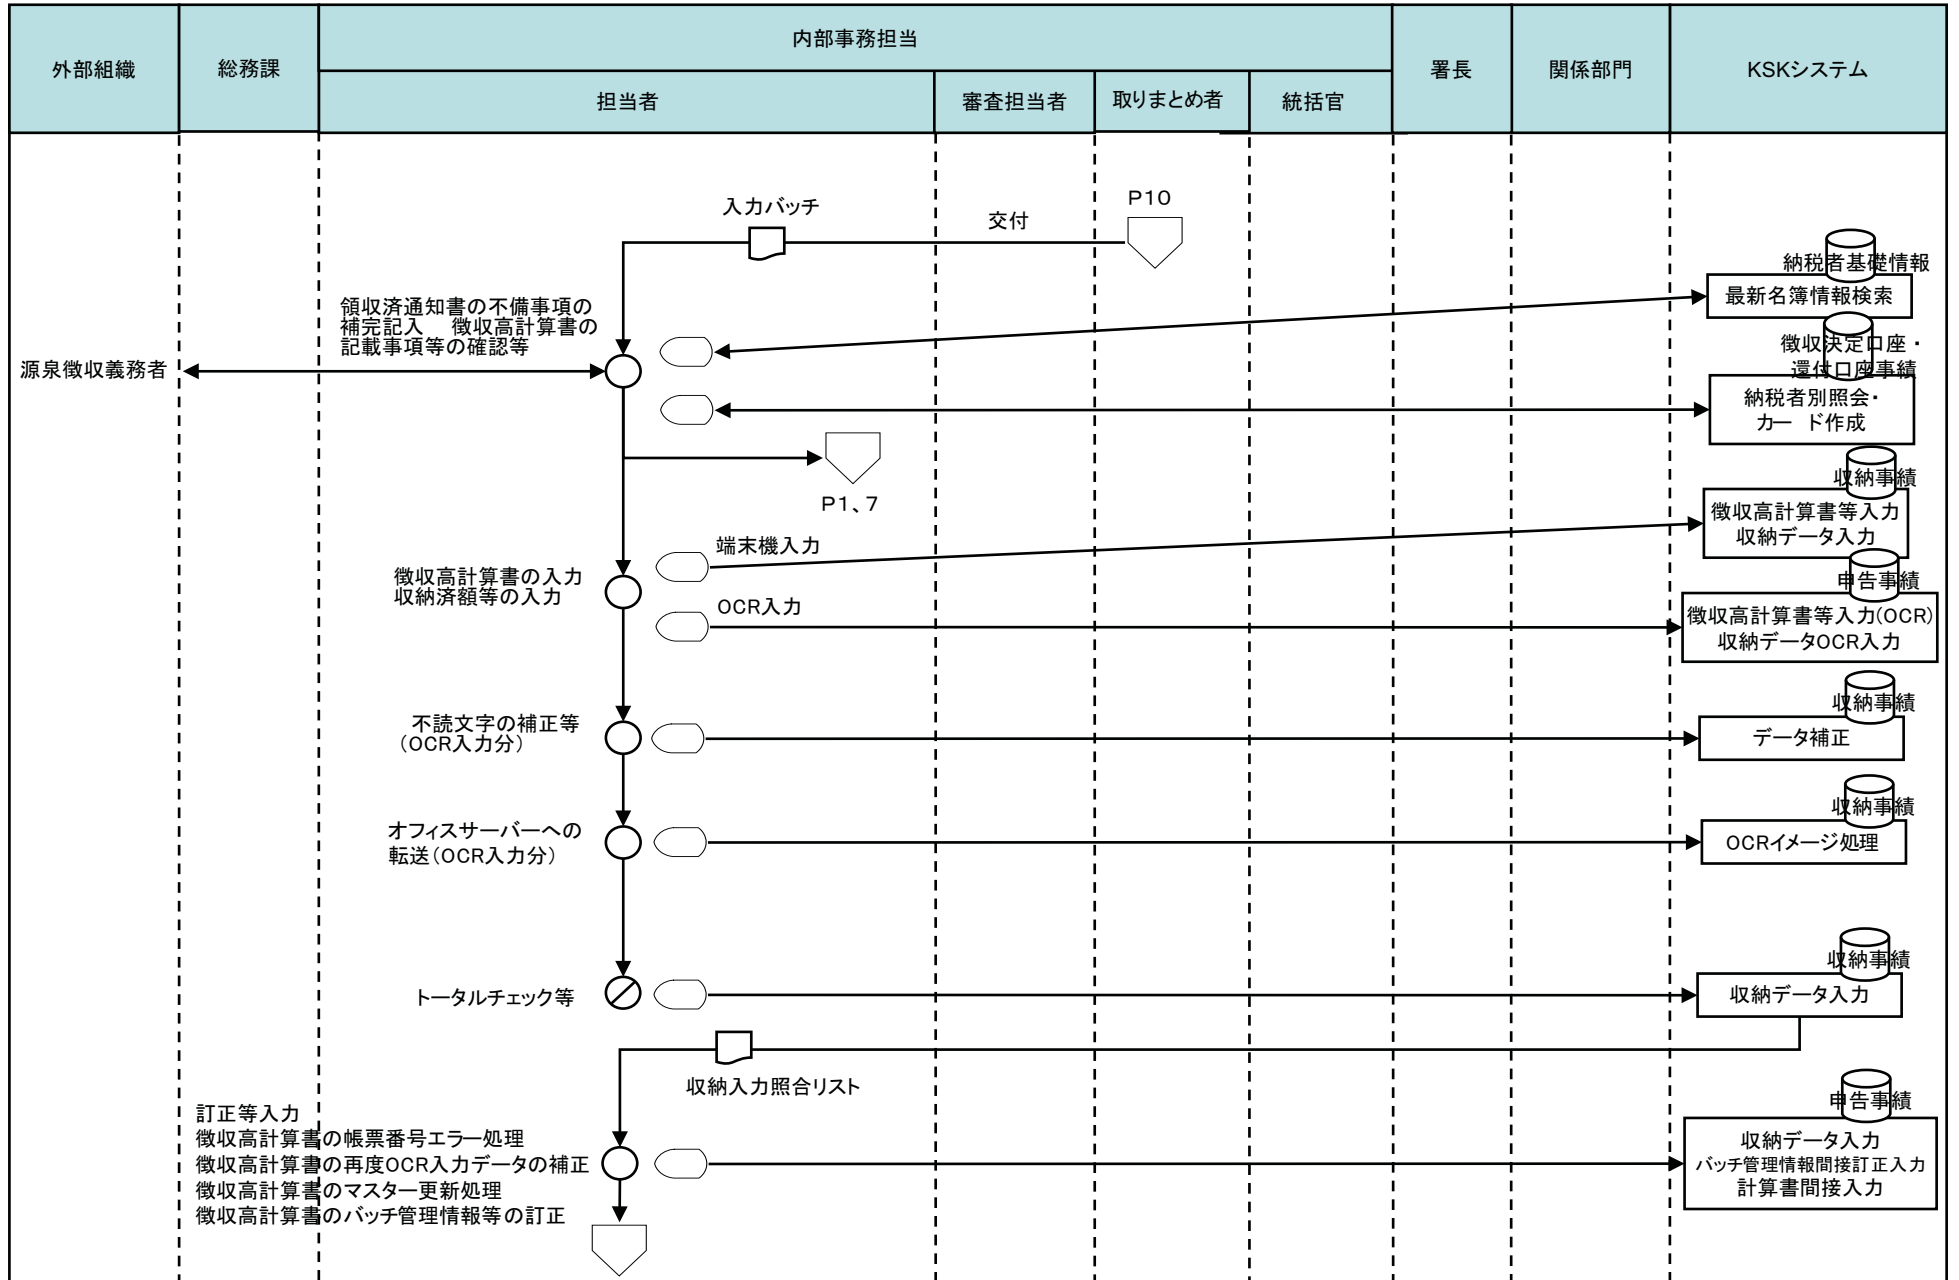 外部組織
総務課
内部事務担当
担当者
審査担当者
取りまとめ者
統括官
署長
関係部門
KSKシステム
P10
入力バッチ
交付
納税者基礎情報
最新名簿情報検索
領収済通知書の不備事項の
補完記入　徴収高計算書の
記載事項等の確認等
源泉徴収義務者
徴収決定口座・
還付口座事績
納税者別照会・
カード作成
P1、7
収納事績
端末機入力
徴収高計算書等入力
収納データ入力
徴収高計算書の入力
収納済額等の入力
申告事績
OCR入力
徴収高計算書等入力(OCR)
収納データOCR入力
不読文字の補正等
(OCR入力分)
収納事績
データ補正
オフィスサーバーへの
転送(OCR入力分)
収納事績
OCRイメージ処理
トータルチェック等
収納事績
収納データ入力
収納入力照合リスト
申告事績
訂正等入力
徴収高計算書の帳票番号エラー処理
徴収高計算書の再度OCR入力データの補正
徴収高計算書のマスター更新処理
徴収高計算書のバッチ管理情報等の訂正
収納データ入力
バッチ管理情報間接訂正入力
計算書間接入力